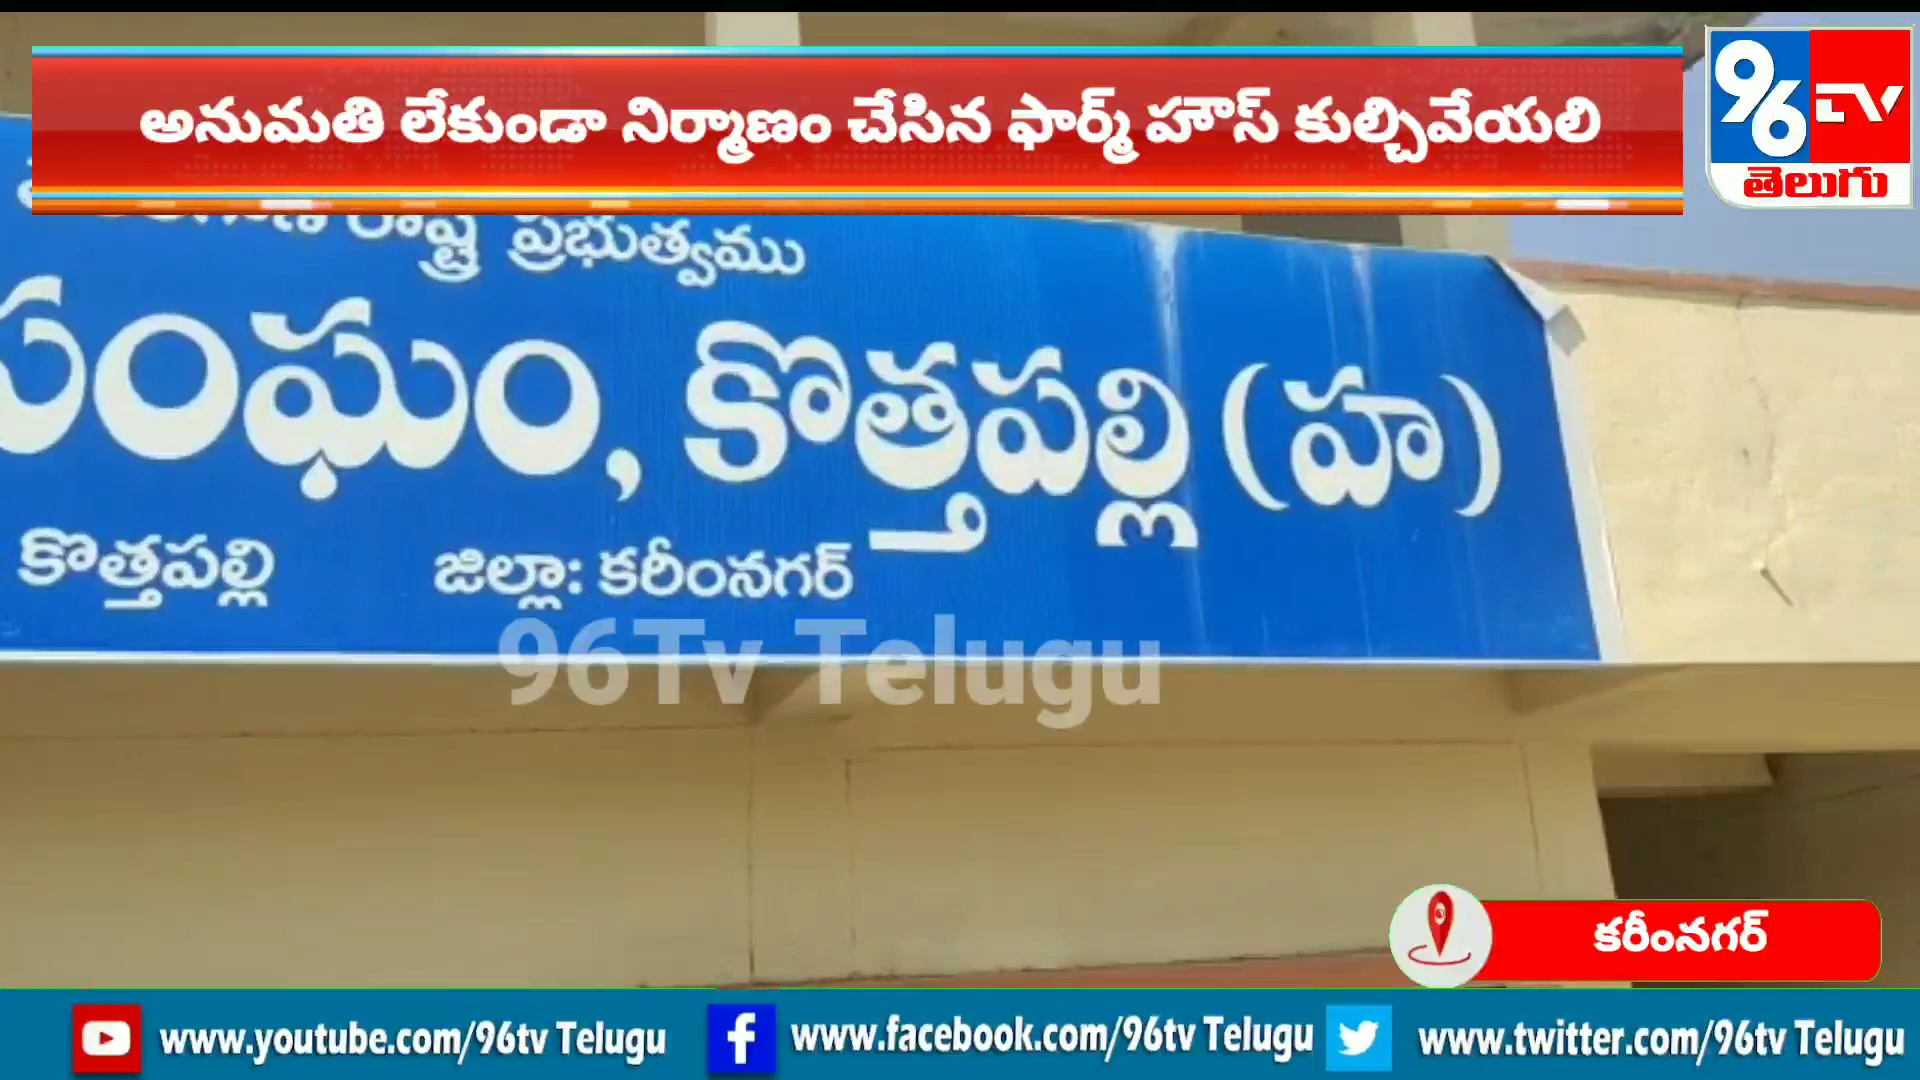 అనుమతి లేకుండా నిర్మాణం చేసిన ఫార్మ్ హౌస్ కుల్చివేయలి
96 TV
తెలుగు
రాష్ట్ర ప్రభుత్వము
సంఘం, కొత్తపల్లి (హ)
కొత్తపల్లి జిల్లా: కరీంనగర్
96Tv Telugu
కరీంనగర్
www.youtube.com/96tv Telugu
www.facebook.com/96tv Telugu
www.twitter.com/96tv Telugu